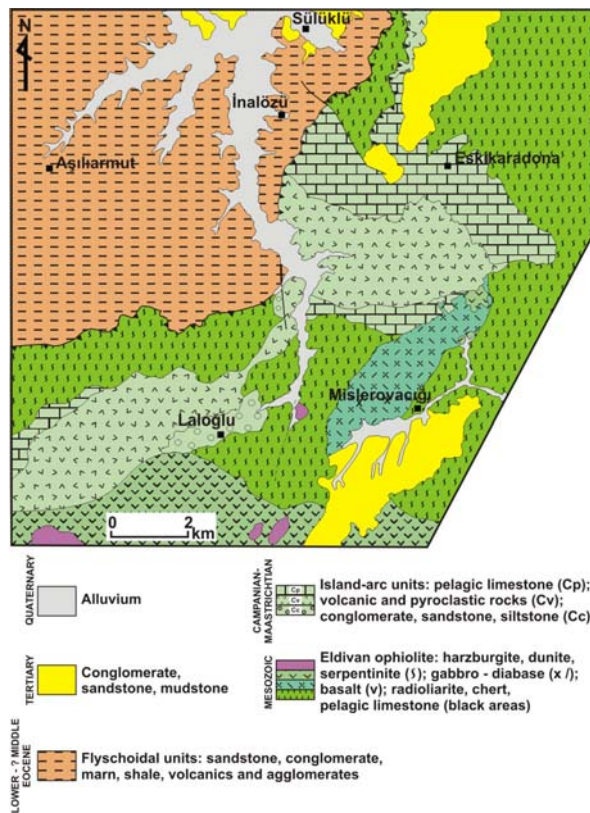 N
Sülüklü
İnalözü
Aşılıarmut
Eskikaradona
Mislerovacığı
Laloğlu
0 2
km
QUATERNARY
Alluvium
TERTIARY
Conglomerate,
sandstone, mudstone
LOWER - ? MIDDLE
EOCENE
Flyschoidal units: sandstone, conglomerate,
marn, shale, volcanics and agglomerates
CAMPANIAN-
MAASTRICHTIAN
Cp
Cv
Cc
Island-arc units: pelagic limestone (Cp);
volcanic and pyroclastic rocks (Cv);
conglomerate, sandstone, siltstone (Cc)
MESOZOIC
Eldivan ophiolite: harzburgite, dunite,
serpentinite (S); gabbro - diabase (x /);
basalt (v); radioliarite, chert,
pelagic limestone (black areas)